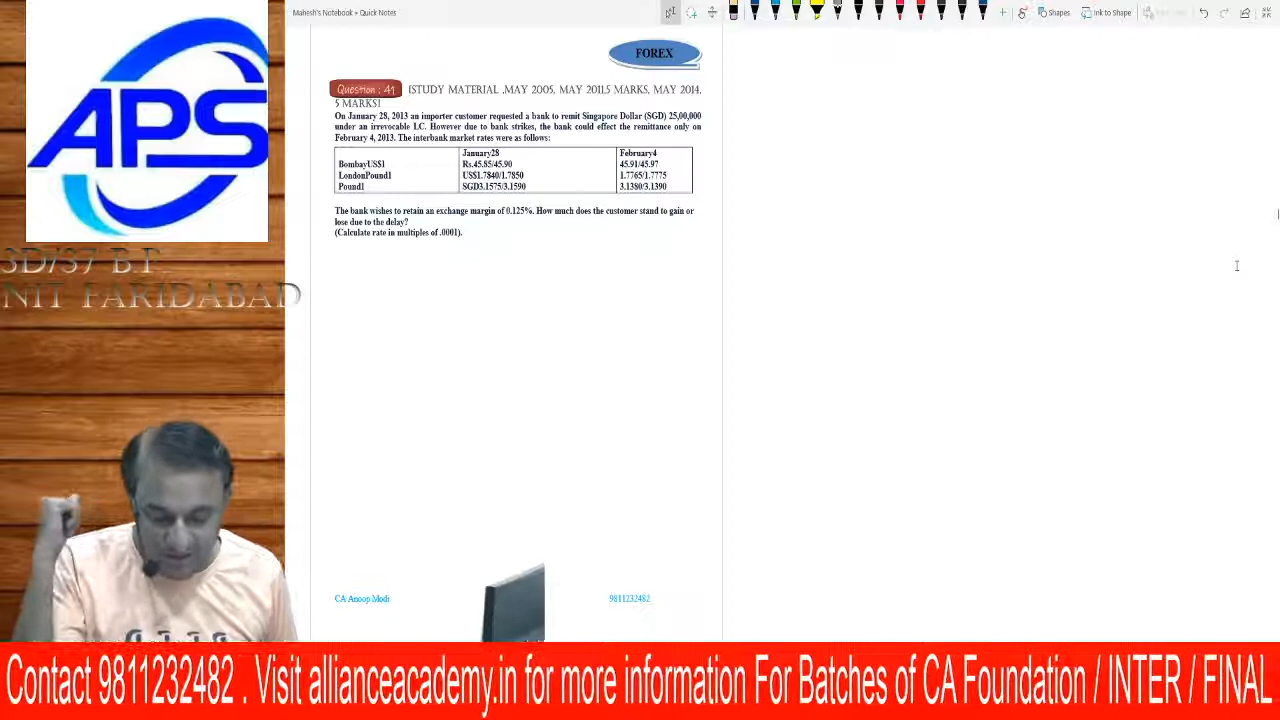 Mahesh's Notebook » Quick Notes
Shapes
Ink to Shape
APS
3D/37 B.P.
NIT FARIDABAD
FOREX
Question : 41 [STUDY MATERIAL ,MAY 2005, MAY 2011,5 MARKS, MAY 2014,
5 MARKS]
On January 28, 2013 an importer customer requested a bank to remit Singapore Dollar (SGD) 25,00,000
under an irrevocable LC. However due to bank strikes, the bank could effect the remittance only on
February 4, 2013. The interbank market rates were as follows:
January28 February4
BombayUS$1 Rs.45.85/45.90 45.91/45.97
LondonPound1 US$1.7840/1.7850 1.7765/1.7775
Pound1 SGD3.1575/3.1590 3.1380/3.1390
The bank wishes to retain an exchange margin of 0.125%. How much does the customer stand to gain or
lose due to the delay?
(Calculate rate in multiples of .0001).
CA Anoop Modi 9811232482
Contact 9811232482 . Visit allianceacademy.in for more information For Batches of CA Foundation / INTER / FINAL